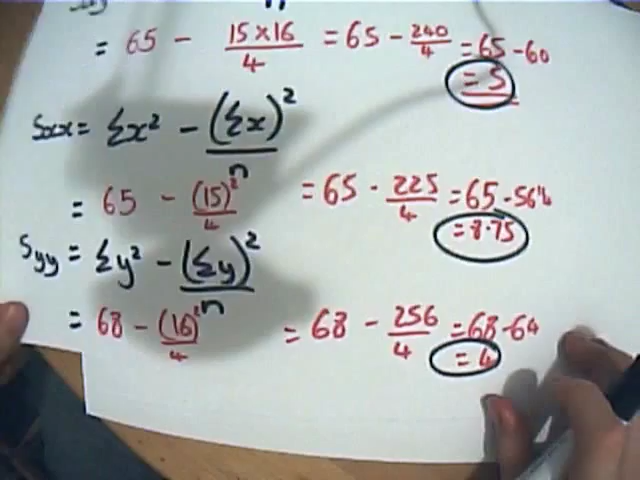 = 65 - 15×16/4 = 65 - 240/4 = 65 - 60
= 5
Sxx = Σx² - (Σx)²/n
= 65 - (15)²/4 = 65 - 225/4 = 65 - 56¼
= 8.75
Syy = Σy² - (Σy)²/n
= 68 - (16)²/4 = 68 - 256/4 = 68 - 64
= 4